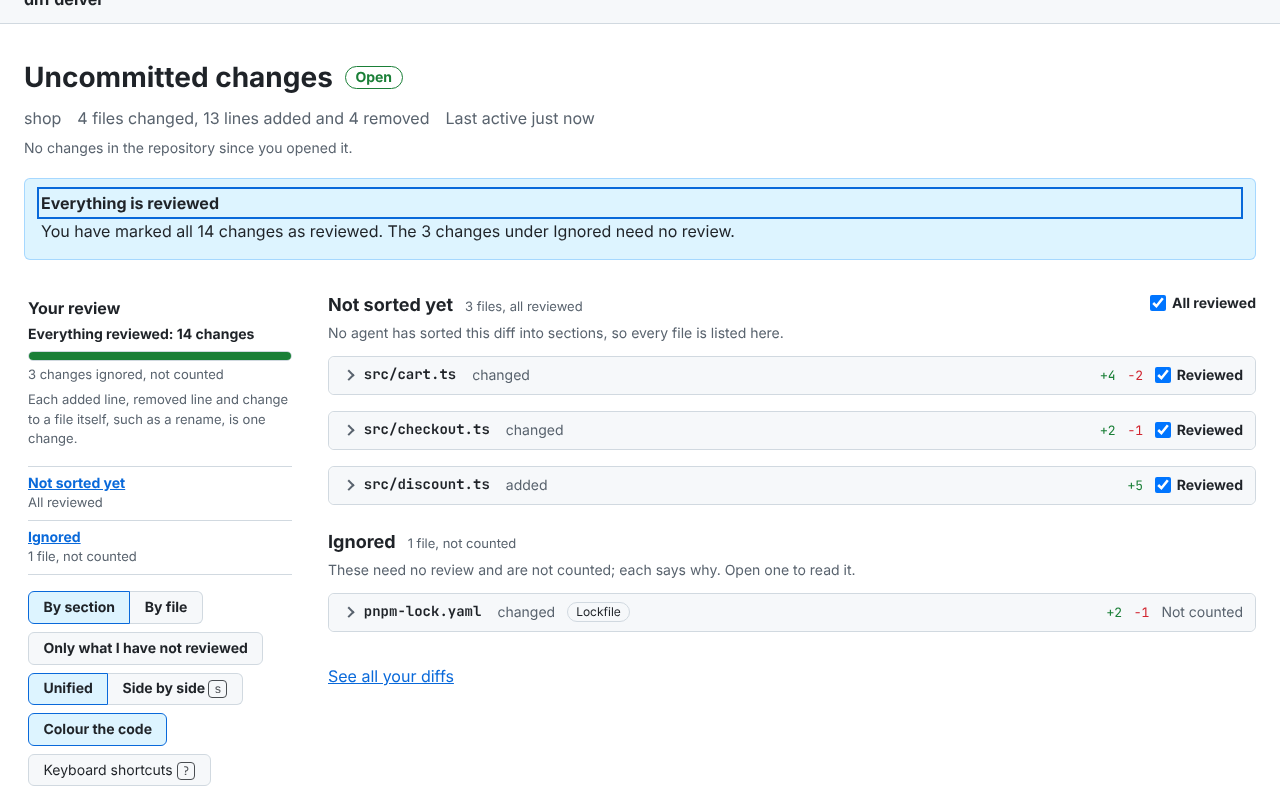 diff delver
Uncommitted changes Open
shop 4 files changed, 13 lines added and 4 removed Last active just now
No changes in the repository since you opened it.
Everything is reviewed
You have marked all 14 changes as reviewed. The 3 changes under Ignored need no review.
Your review
Everything reviewed: 14 changes
3 changes ignored, not counted
Each added line, removed line and change
to a file itself, such as a rename, is one
change.
Not sorted yet
All reviewed
Ignored
1 file, not counted
By section By file
Only what I have not reviewed
Unified Side by side s
Colour the code
Keyboard shortcuts ?
Not sorted yet 3 files, all reviewed All reviewed
No agent has sorted this diff into sections, so every file is listed here.
src/cart.ts changed +4 -2 Reviewed
src/checkout.ts changed +2 -1 Reviewed
src/discount.ts added +5 Reviewed
Ignored 1 file, not counted
These need no review and are not counted; each says why. Open one to read it.
pnpm-lock.yaml changed Lockfile +2 -1 Not counted
See all your diffs